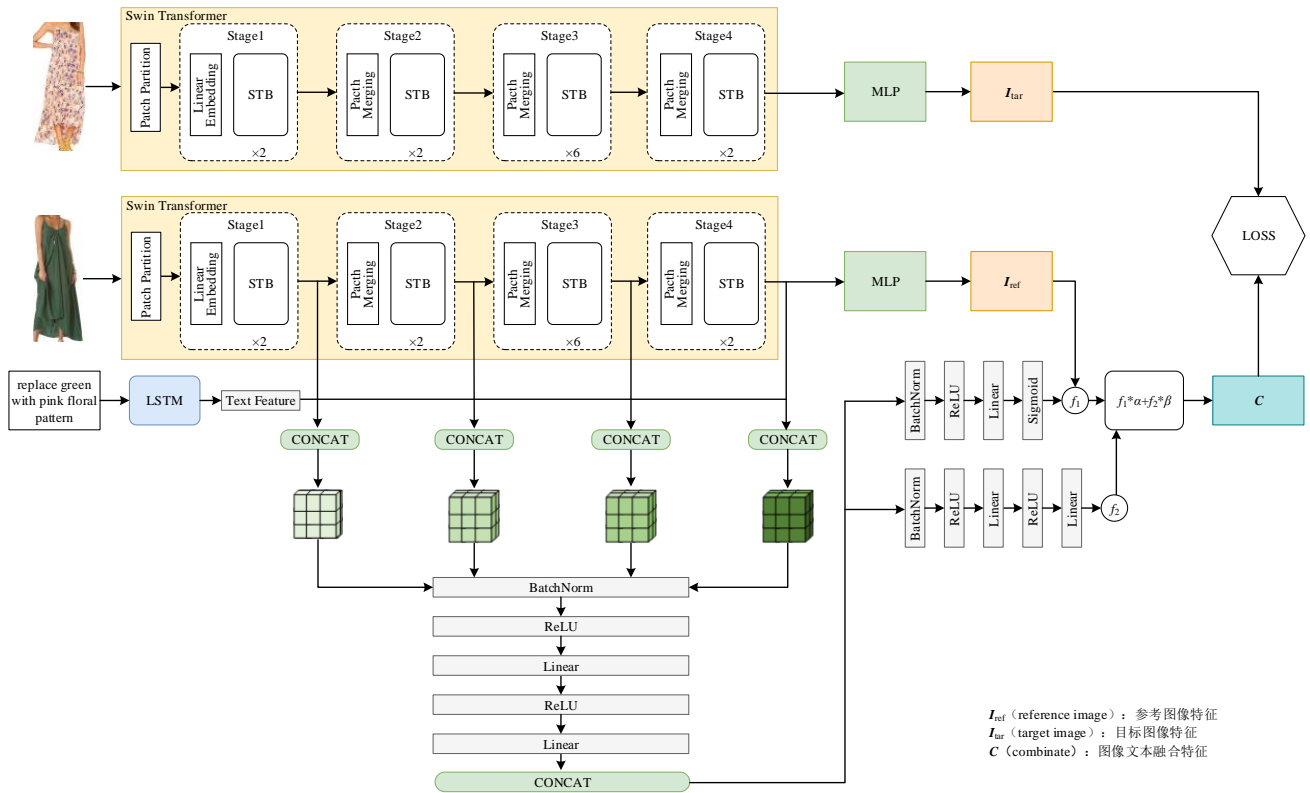 Swin Transformer
Patch Partition
Stage1
Linear
Embedding
STB
×2
Stage2
Pacth
Merging
STB
×2
Stage3
Pacth
Merging
STB
×6
Stage4
Pacth
Merging
STB
×2
MLP
I tar
Swin Transformer
Patch Partition
Stage1
Linear
Embedding
STB
×2
Stage2
Pacth
Merging
STB
×2
Stage3
Pacth
Merging
STB
×6
Stage4
Pacth
Merging
STB
×2
MLP
I ref
LOSS
replace green
with pink floral
pattern
LSTM
Text Feature
CONCAT
CONCAT
CONCAT
CONCAT
BatchNorm
ReLU
Linear
Sigmoid
f1
f1*α+f2*β
C
BatchNorm
ReLU
Linear
ReLU
Linear
f2
BatchNorm
ReLU
Linear
ReLU
Linear
CONCAT
Iref（reference image）：参考图像特征
Itar（target image）：目标图像特征
C（combinate）：图像文本融合特征